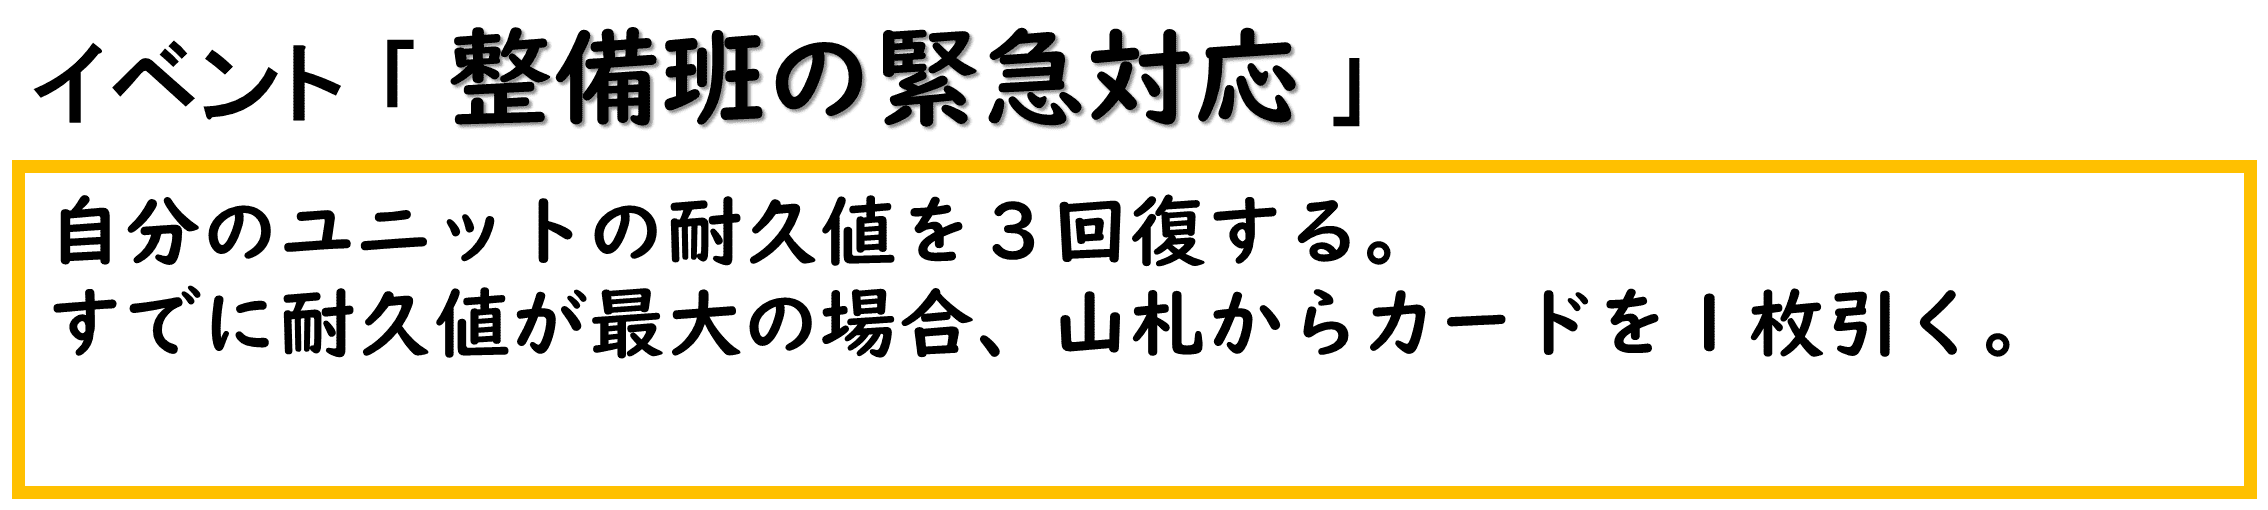 イベント「整備班の緊急対応」
自分のユニットの耐久値を３回復する。
すでに耐久値が最大の場合、山札からカードを１枚引く。